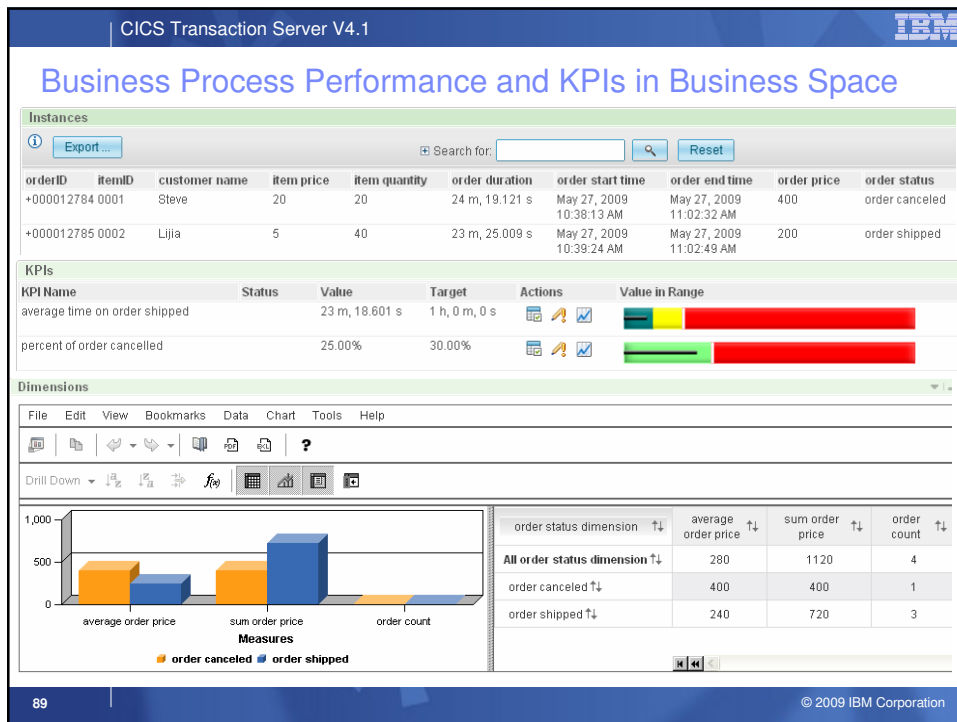 CICS Transaction Server V4.1
IBM
Business Process Performance and KPIs in Business Space
Instances
Export ...
Search for:
Reset
orderID itemID customer name item price item quantity order duration order start time order end time order price order status
+000012784 0001 Steve 20 20 24 m, 19.121 s May 27, 2009 10:38:13 AM May 27, 2009 11:02:32 AM 400 order canceled
+000012785 0002 Lijia 5 40 23 m, 25.009 s May 27, 2009 10:39:24 AM May 27, 2009 11:02:49 AM 200 order shipped
KPIs
KPI Name Status Value Target Actions Value in Range
average time on order shipped 23 m, 18.601 s 1 h, 0 m, 0 s
percent of order cancelled 25.00% 30.00%
Dimensions
File Edit View Bookmarks Data Chart Tools Help
PDF
?
Drill Down f(x)
1,000
500
0
average order price sum order price order count
Measures
order canceled order shipped
order status dimension average order price sum order price order count
All order status dimension 280 1120 4
order canceled 400 400 1
order shipped 240 720 3
89
© 2009 IBM Corporation